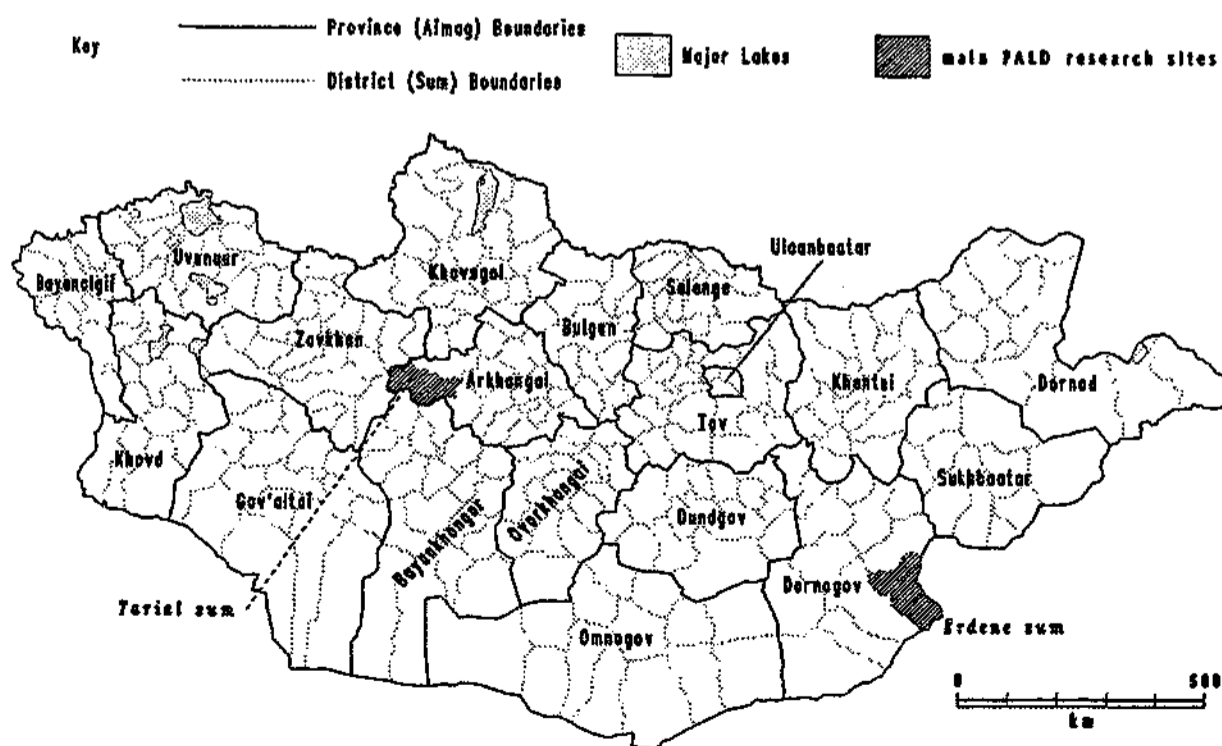 Key
Province (Aimag) Boundaries
District (Sum) Boundaries
Major Lakes
main PALD research sites
Ulaanbaatar
Bayanolgii
Uvsnuur
Khovsgol
Selenge
Zavkhan
Bulgan
Arkhangai
Khentai
Dornod
Tov
Khovd
Gov'altai
Bayankhongor
Ovorkhangai
Dundgov
Sukhbaatar
Dornogov
Omnogov
Tariat sum
Erdene sum
0 500
km